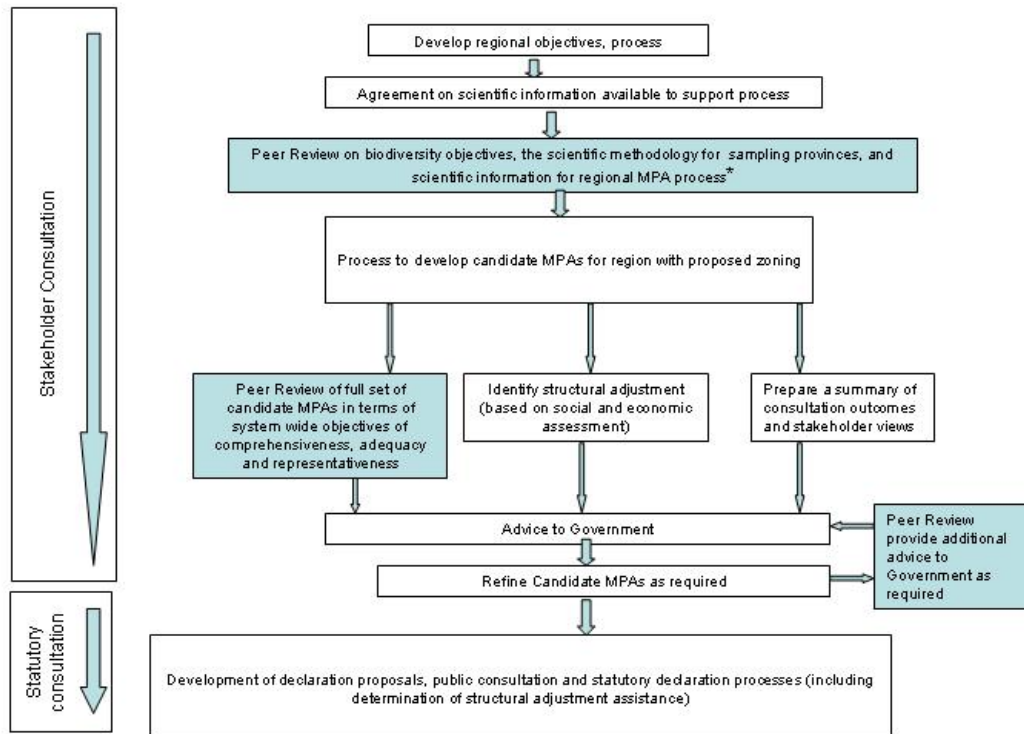 Develop regional objectives, process
Agreement on scientific information available to support process
Peer Review on biodiversity objectives, the scientific methodology for sampling provinces, and
scientific information for regional MPA process*
Stakeholder Consultation
Process to develop candidate MPAs for region with proposed zoning
Peer Review of full set of
candidate MPAs in terms of
system wide objectives of
comprehensiveness, adequacy
and representativeness
Identify structural adjustment
(based on social and economic
assessment)
Prepare a summary of
consultation outcomes
and stakeholder views
Advice to Government
Peer Review
provide additional
advice to
Government as
required
Refine Candidate MPAs as required
Statutory
consultation
Development of declaration proposals, public consultation and statutory declaration processes (including
determination of structural adjustment assistance)